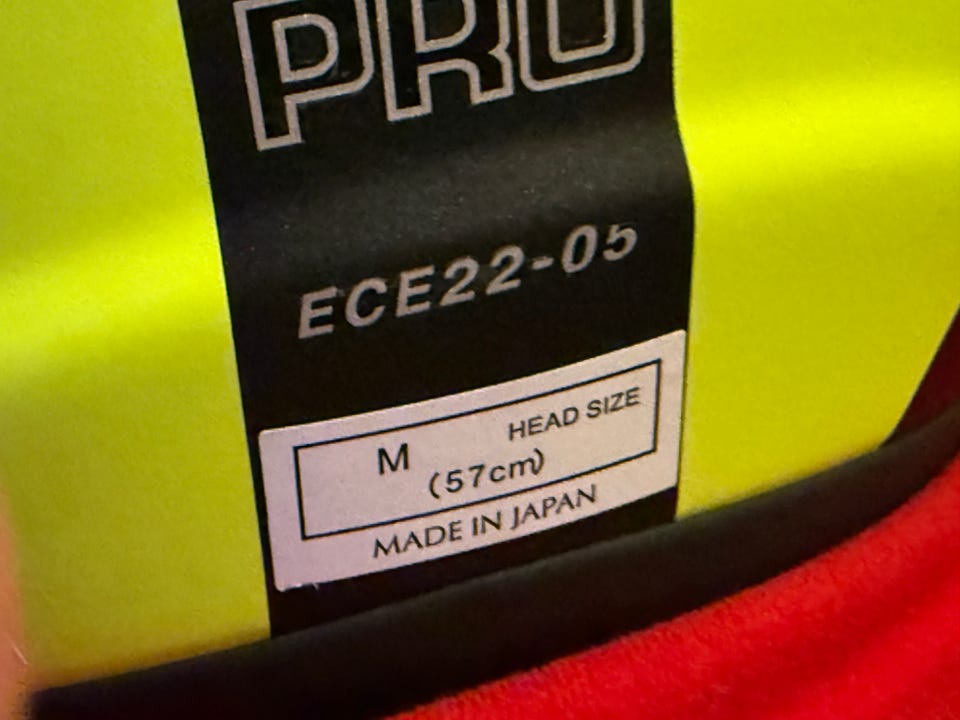 PRO
ECE22-05
M HEAD SIZE
(57cm)
MADE IN JAPAN